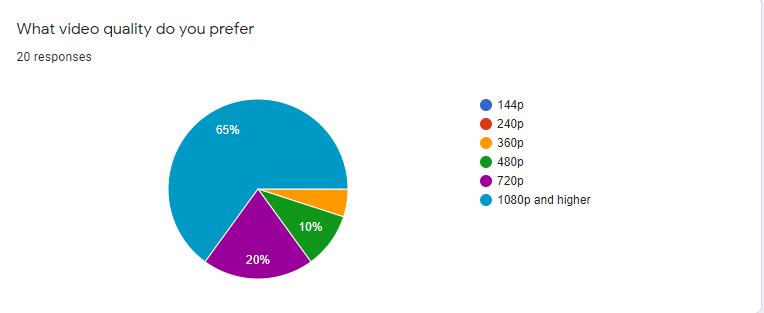 What video quality do you prefer
20 responses
65%
10%
20%
144p
240p
360p
480p
720p
1080p and higher